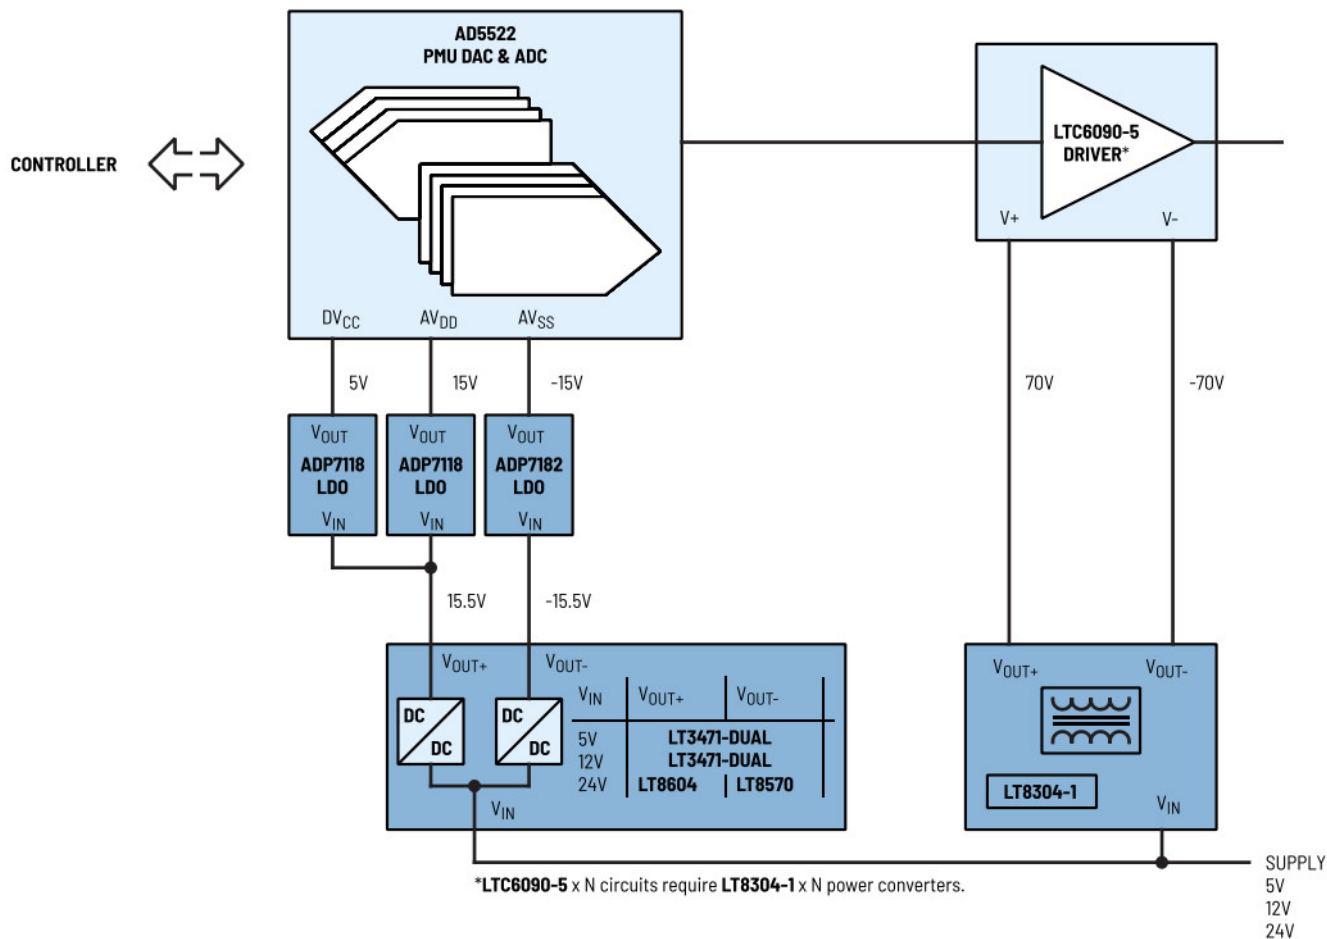 AD5522
PMU DAC & ADC
CONTROLLER
LTC6090-5
DRIVER*
V+
V-
DVCC
AVDD
AVSS
5V
15V
-15V
70V
-70V
VOUT
ADP7118
LDO
VIN
VOUT
ADP7118
LDO
VIN
VOUT
ADP7182
LDO
VIN
15.5V
-15.5V
VOUT+
VOUT-
DC
DC
DC
DC
VIN
VIN VOUT+ VOUT-
5V LT3471-DUAL
12V LT3471-DUAL
24V LT8604 LT8570
VOUT+
VOUT-
LT8304-1
VIN
*LTC6090-5 x N circuits require LT8304-1 x N power converters.
SUPPLY
5V
12V
24V